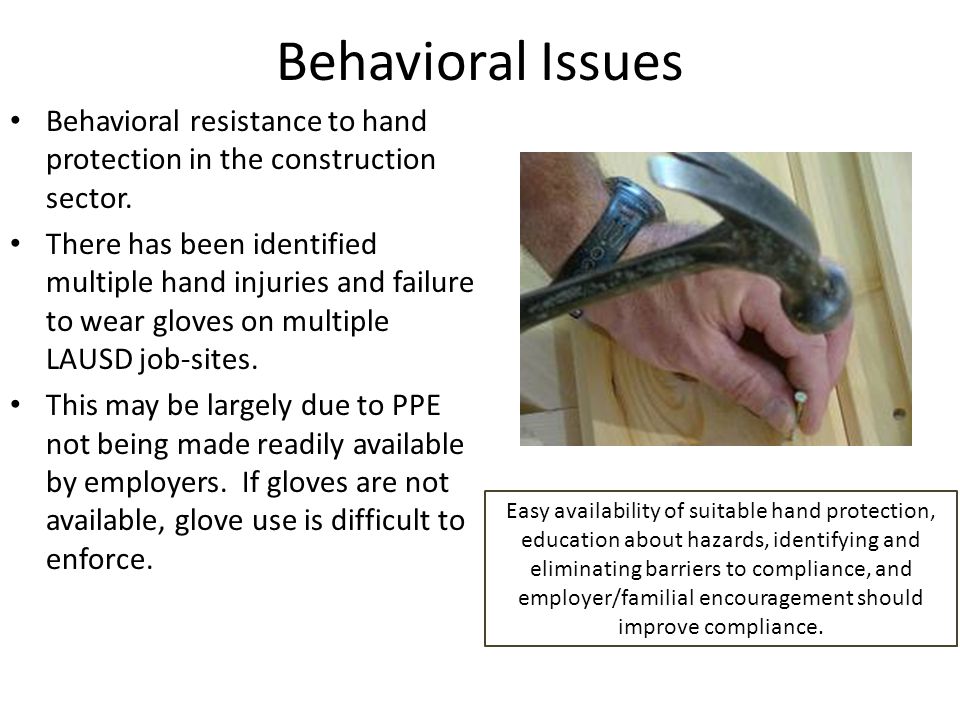 Behavioral Issues
• Behavioral resistance to hand
protection in the construction
sector.
• There has been identified
multiple hand injuries and failure
to wear gloves on multiple
LAUSD job-sites.
• This may be largely due to PPE
not being made readily available
by employers.  If gloves are not
available, glove use is difficult to
enforce.
Easy availability of suitable hand protection,
education about hazards, identifying and
eliminating barriers to compliance, and
employer/familial encouragement should
improve compliance.